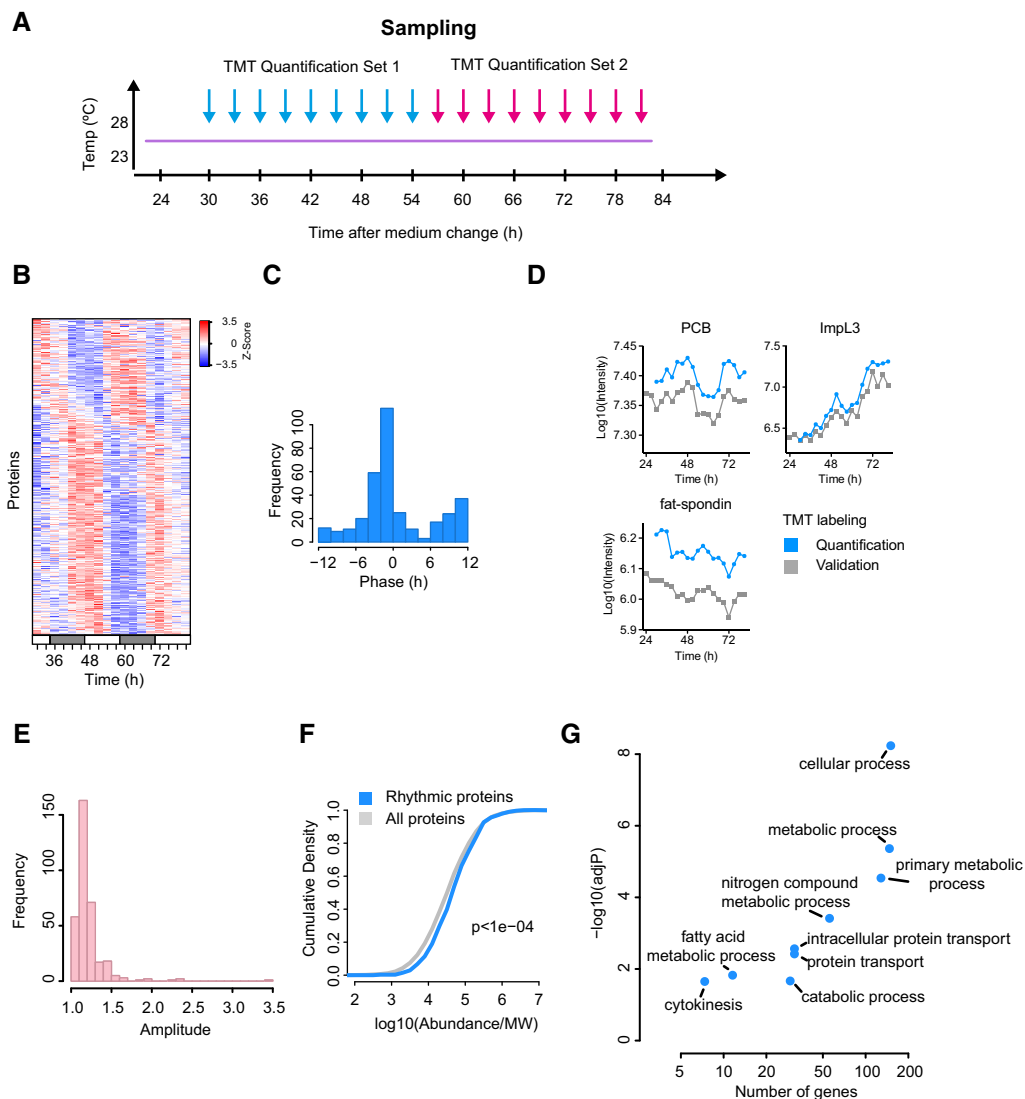 A
Sampling
TMT Quantification Set 1
TMT Quantification Set 2
Temp (ºC)
28
23
24 30 36 42 48 54 60 66 72 78 84
Time after medium change (h)
B
Proteins
3.5
0
−3.5
Z-Score
36 48 60 72
Time (h)
C
Frequency
0 20 40 60 80 100
−12 −6 0 6 12
Phase (h)
D
PCB
Log10(Intensity)
7.45
7.40
7.35
7.30
24 48 72
Time (h)
ImpL3
7.5
7.0
6.5
24 48 72
Time (h)
fat-spondin
Log10(Intensity)
6.2
6.1
6.0
5.9
24 48 72
Time (h)
TMT labeling
Quantification
Validation
E
Frequency
0 50 100 150
1.0 1.5 2.0 2.5 3.0 3.5
Amplitude
F
Rhythmic proteins
All proteins
Cumulative Density
0.0 0.2 0.4 0.6 0.8 1.0
p<1e−04
2 3 4 5 6 7
log10(Abundance/MW)
G
−log10(adjP)
0 2 4 6 8
cellular process
metabolic process
primary metabolic
process
nitrogen compound
metabolic process
intracellular protein transport
protein transport
fatty acid
metabolic process
catabolic process
cytokinesis
5 10 20 50 100 200
Number of genes